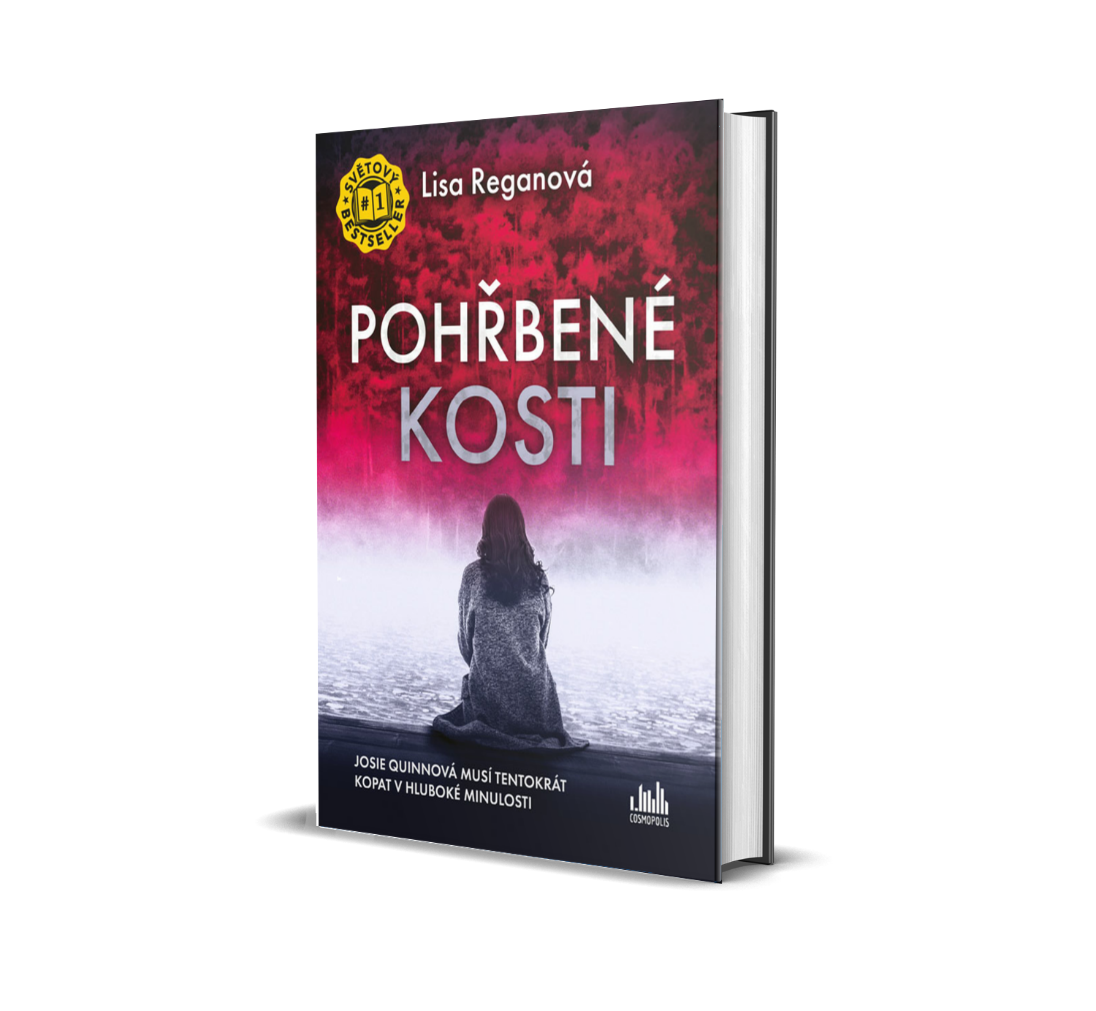 SVĚTOVÝ
#1
BESTSELLER
Lisa Reganová
POHŘBENÉ
KOSTI
JOSIE QUINNOVÁ MUSÍ TENTOKRÁT
KOPAT V HLUBOKÉ MINULOSTI
COSMOPOLIS